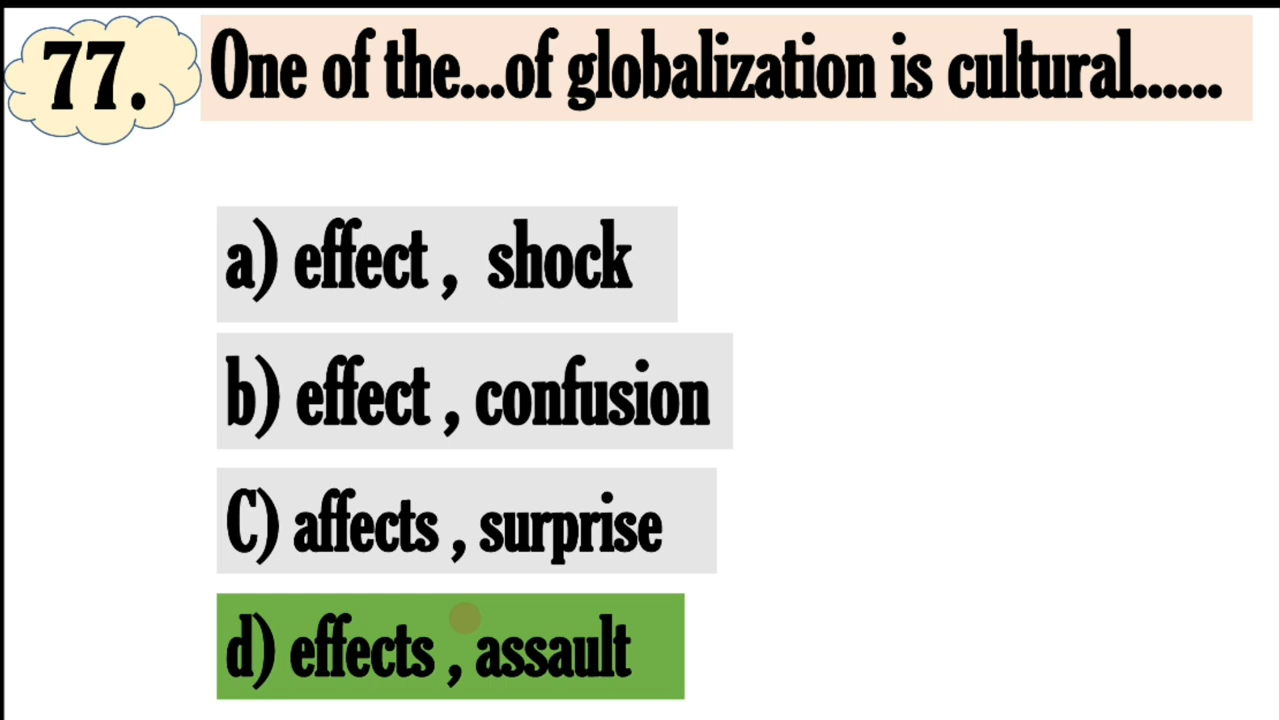 77. One of the...of globalization is cultural......
a) effect , shock
b) effect , confusion
C) affects , surprise
d) effects , assault